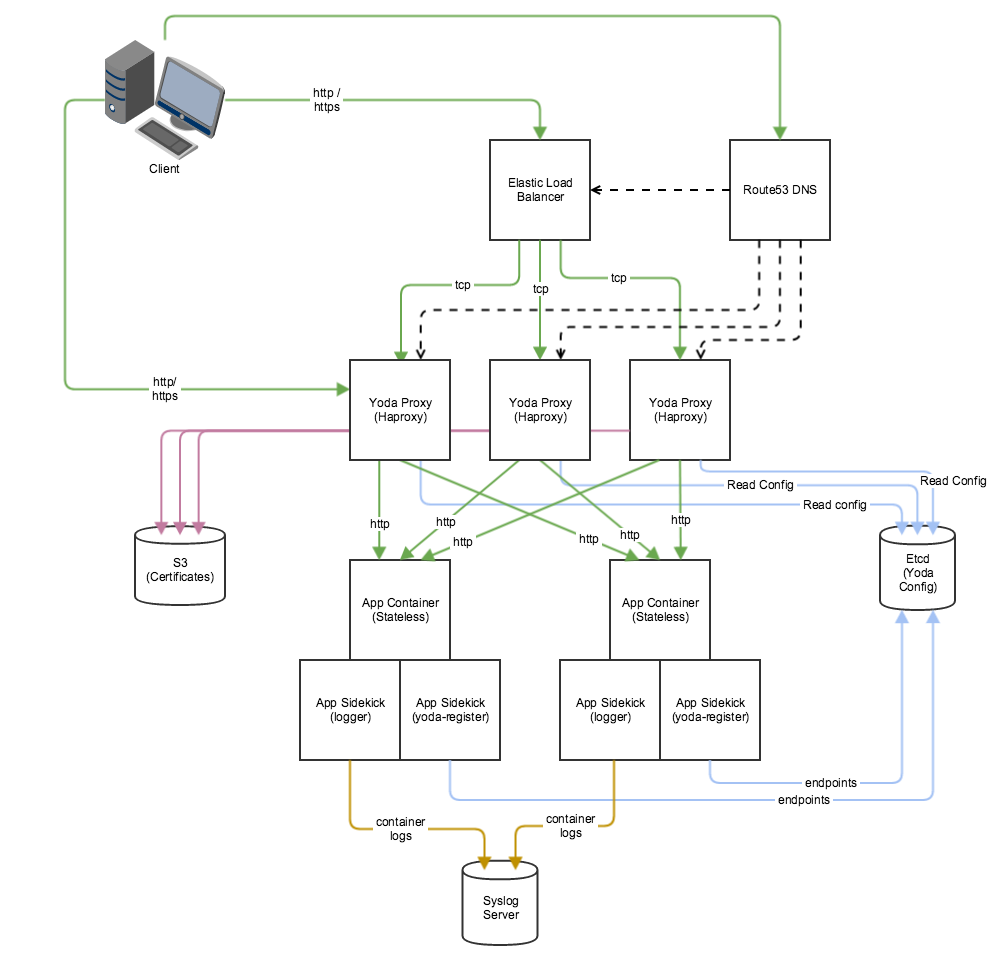 http /
https
Client
Elastic Load
Balancer
Route53 DNS
tcp
tcp
tcp
http/
https
Yoda Proxy
(Haproxy)
Yoda Proxy
(Haproxy)
Yoda Proxy
(Haproxy)
Read Config
Read Config
Read config
http
http
http
http
http
http
S3
(Certificates)
Etcd
(Yoda
Config)
App Container
(Stateless)
App Container
(Stateless)
App Sidekick
(logger)
App Sidekick
(yoda-register)
App Sidekick
(logger)
App Sidekick
(yoda-register)
endpoints
endpoints
container
logs
container
logs
Syslog
Server